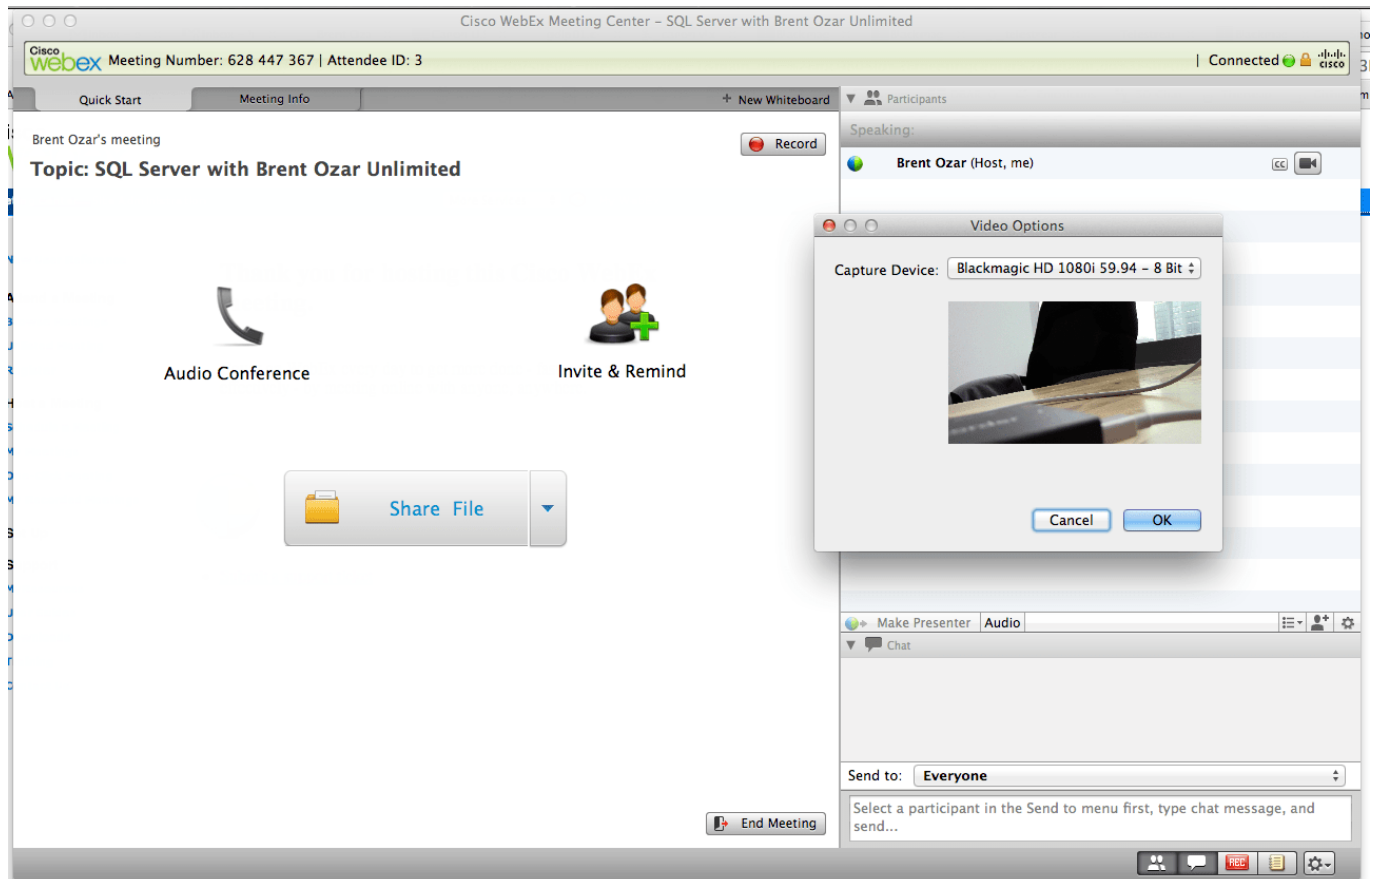 Cisco WebEx Meeting Center – SQL Server with Brent Ozar Unlimited
Cisco webex Meeting Number: 628 447 367 | Attendee ID: 3
| Connected cisco
Quick Start
Meeting Info
+ New Whiteboard
Participants
Brent Ozar's meeting
Record
Topic: SQL Server with Brent Ozar Unlimited
Speaking:
Brent Ozar (Host, me)
CC
Video Options
Capture Device: Blackmagic HD 1080i 59.94 – 8 Bit
Audio Conference
Invite & Remind
Share File
Cancel
OK
Make Presenter
Audio
Chat
Send to: Everyone
Select a participant in the Send to menu first, type chat message, and
send...
End Meeting
REC